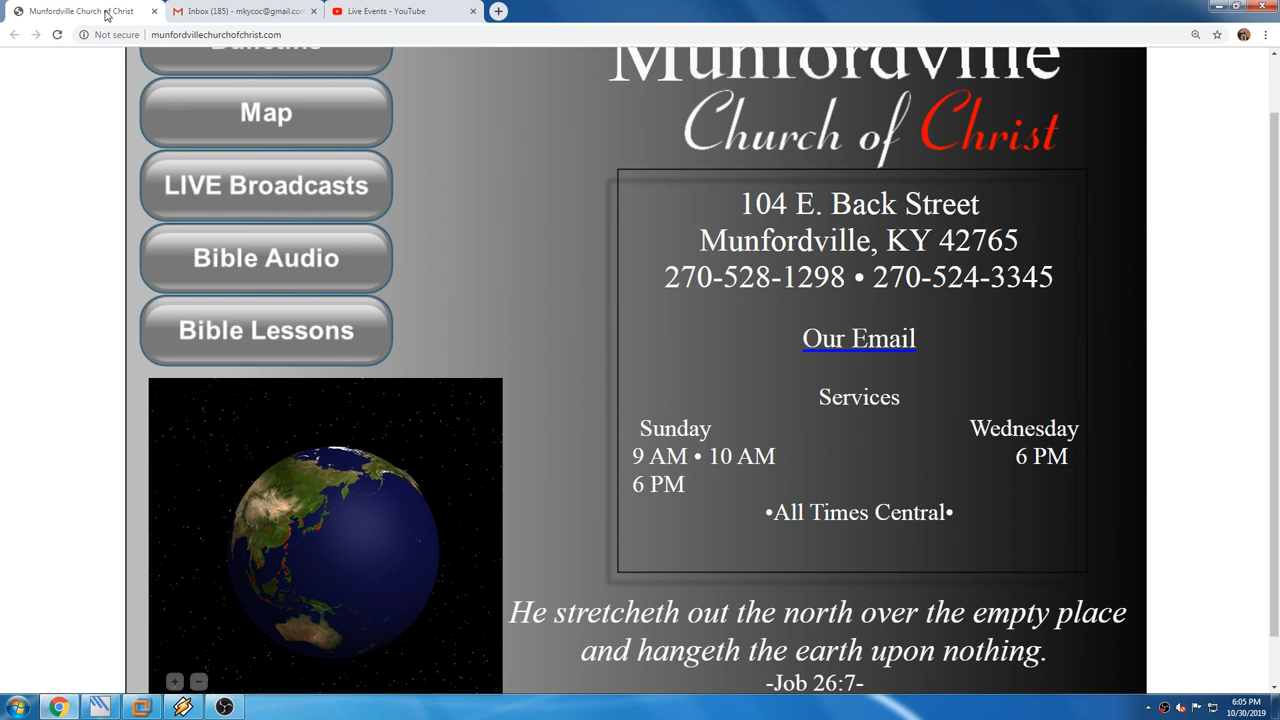 Munfordville Church of Christ
Inbox (185) - mkycoc@gmail.com
Live Events - YouTube
Not secure
munfordvillechurchofchrist.com
Bulletins
Map
LIVE Broadcasts
Bible Audio
Bible Lessons
Munfordville
Church of Christ
104 E. Back Street
Munfordville, KY 42765
270-528-1298 • 270-524-3345
Our Email
Services
Sunday Wednesday
9 AM • 10 AM 6 PM
6 PM
•All Times Central•
He stretcheth out the north over the empty place
and hangeth the earth upon nothing.
-Job 26:7-
6:05 PM
10/30/2019